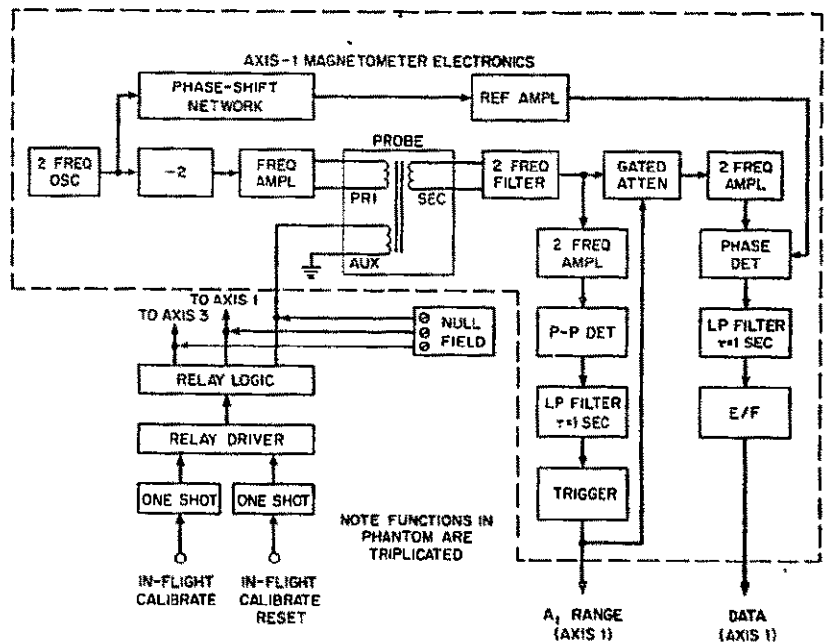 AXIS-1 MAGNETOMETER ELECTRONICS
PHASE-SHIFT
NETWORK
REF AMPL
PROBE
2 FREQ
OSC
-2
FREQ
AMPL
PRI
SEC
AUX
2 FREQ
FILTER
GATED
ATTEN
2 FREQ
AMPL
2 FREQ
AMPL
PHASE
DET
TO AXIS 1
TO AXIS 3
NULL
FIELD
P-P DET
LP FILTER
τ=1 SEC
RELAY LOGIC
LP FILTER
τ=1 SEC
E/F
RELAY DRIVER
TRIGGER
ONE SHOT
ONE SHOT
NOTE FUNCTIONS IN
PHANTOM ARE
TRIPLICATED
IN-FLIGHT
CALIBRATE
IN-FLIGHT
CALIBRATE
RESET
A₁ RANGE
(AXIS 1)
DATA
(AXIS 1)